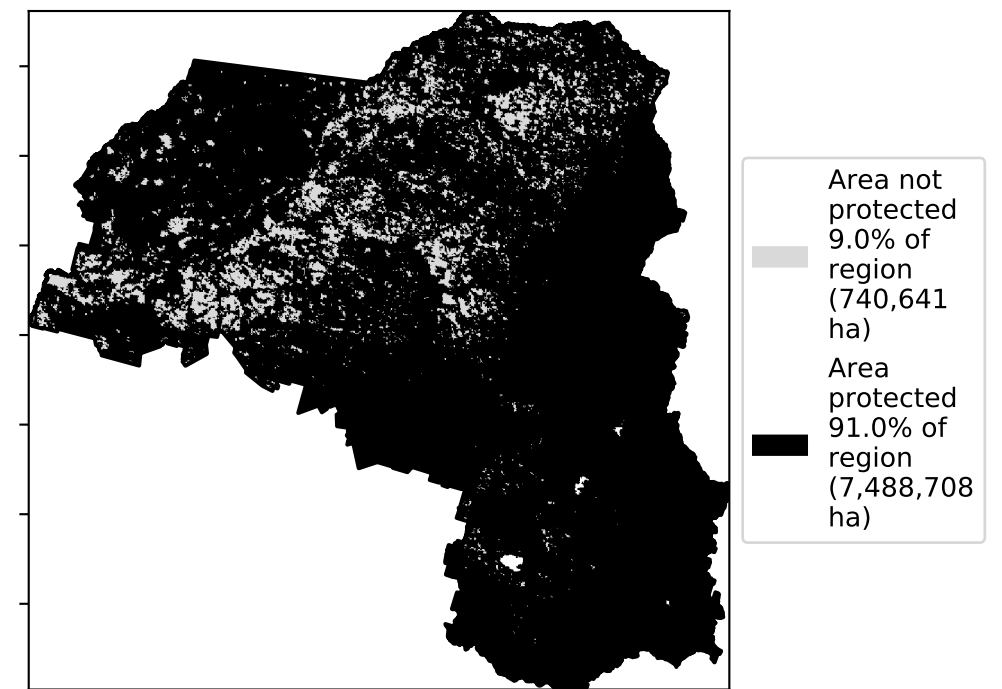 Area not
protected
9.0% of
region
(740,641
ha)
Area
protected
91.0% of
region
(7,488,708
ha)